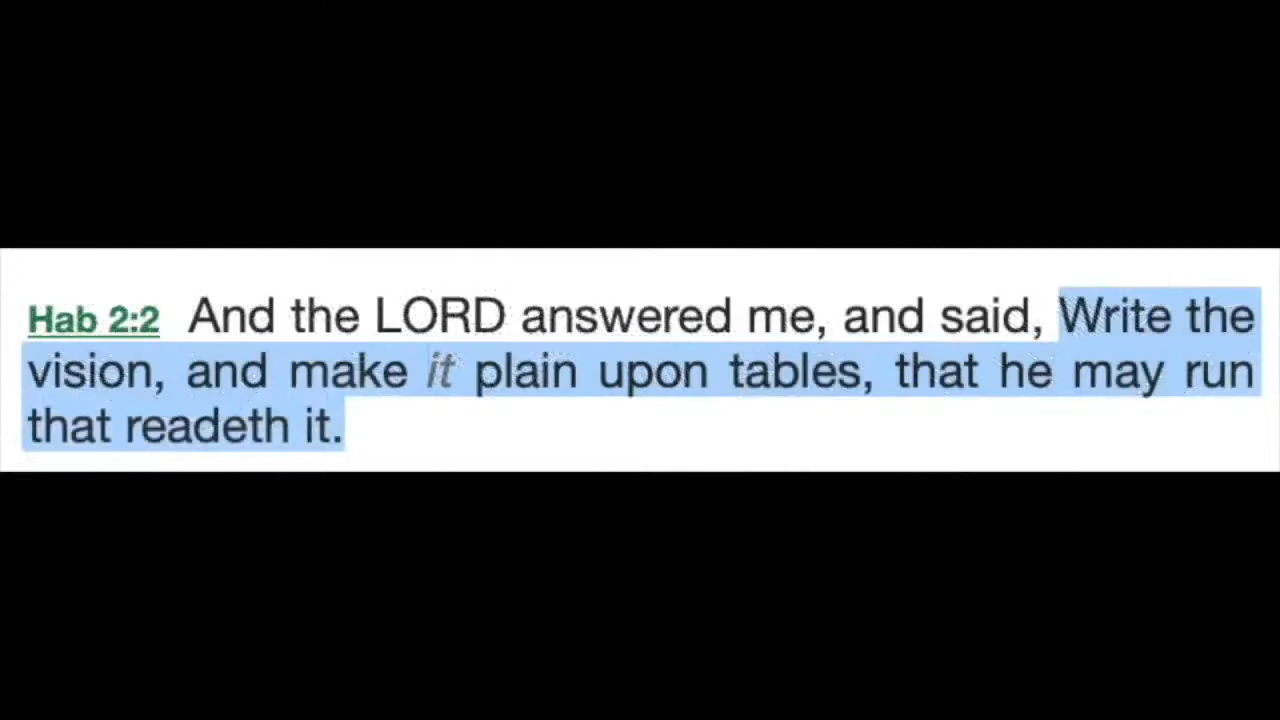 Hab 2:2 And the LORD answered me, and said, Write the
vision, and make it plain upon tables, that he may run
that readeth it.